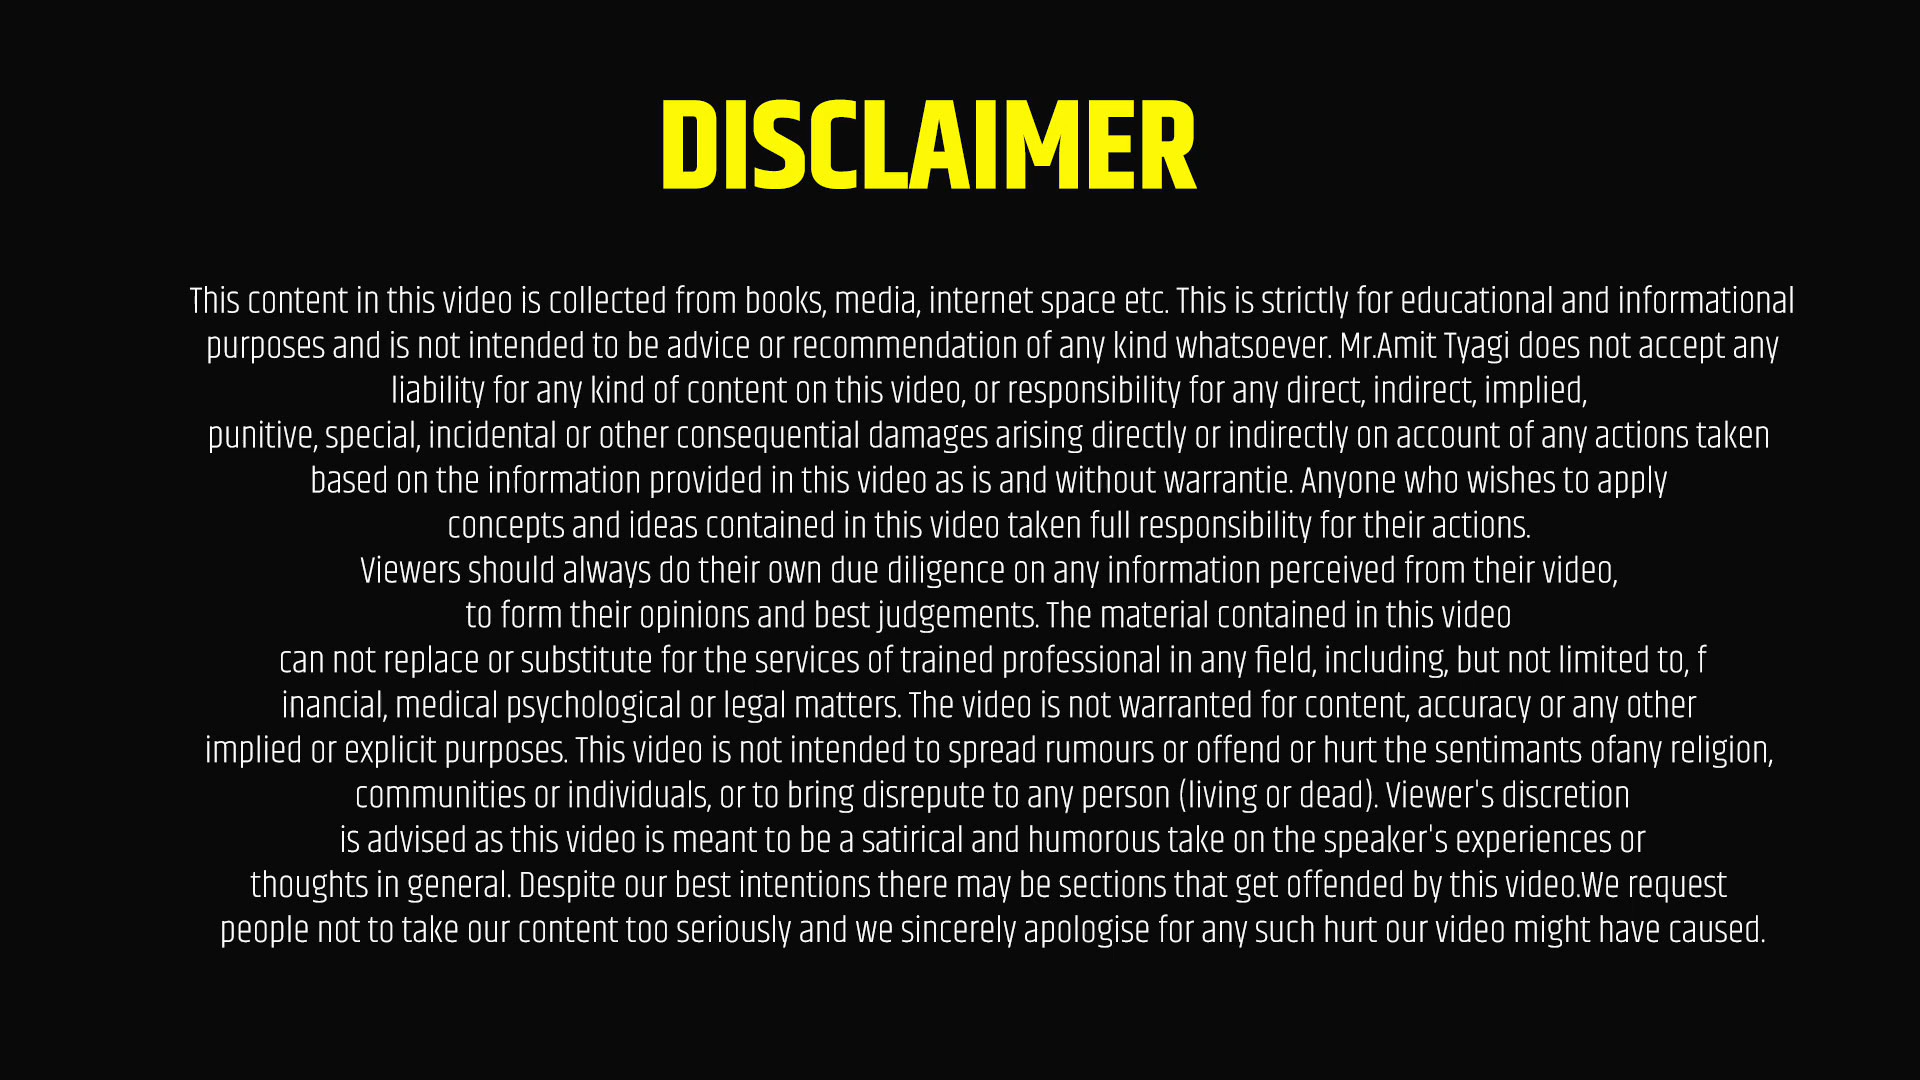 DISCLAIMER
This content in this video is collected from books, media, internet space etc. This is strictly for educational and informational
purposes and is not intended to be advice or recommendation of any kind whatsoever. Mr.Amit Tyagi does not accept any
liability for any kind of content on this video, or responsibility for any direct, indirect, implied,
punitive, special, incidental or other consequential damages arising directly or indirectly on account of any actions taken
based on the information provided in this video as is and without warrantie. Anyone who wishes to apply
concepts and ideas contained in this video taken full responsibility for their actions.
Viewers should always do their own due diligence on any information perceived from their video,
to form their opinions and best judgements. The material contained in this video
can not replace or substitute for the services of trained professional in any field, including, but not limited to, f
inancial, medical psychological or legal matters. The video is not warranted for content, accuracy or any other
implied or explicit purposes. This video is not intended to spread rumours or offend or hurt the sentimants ofany religion,
communities or individuals, or to bring disrepute to any person (living or dead). Viewer's discretion
is advised as this video is meant to be a satirical and humorous take on the speaker's experiences or
thoughts in general. Despite our best intentions there may be sections that get offended by this video.We request
people not to take our content too seriously and we sincerely apologise for any such hurt our video might have caused.